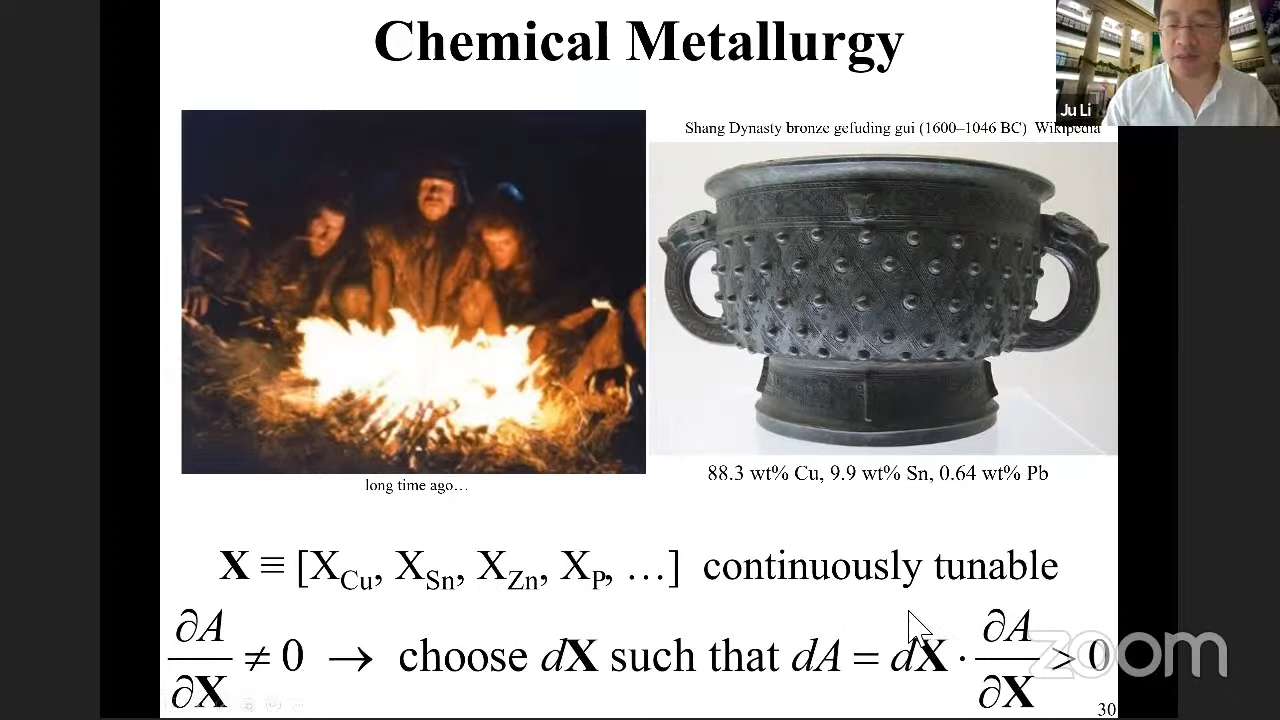 Chemical Metallurgy
Ju Li
Shang Dynasty bronze gefuding gui (1600–1046 BC) Wikipedia
long time ago…
88.3 wt% Cu, 9.9 wt% Sn, 0.64 wt% Pb
X ≡ [X_Cu, X_Sn, X_Zn, X_P, …] continuously tunable
∂A/∂X ≠ 0 → choose dX such that dA = dX · ∂A/∂X > 0
zoom
30